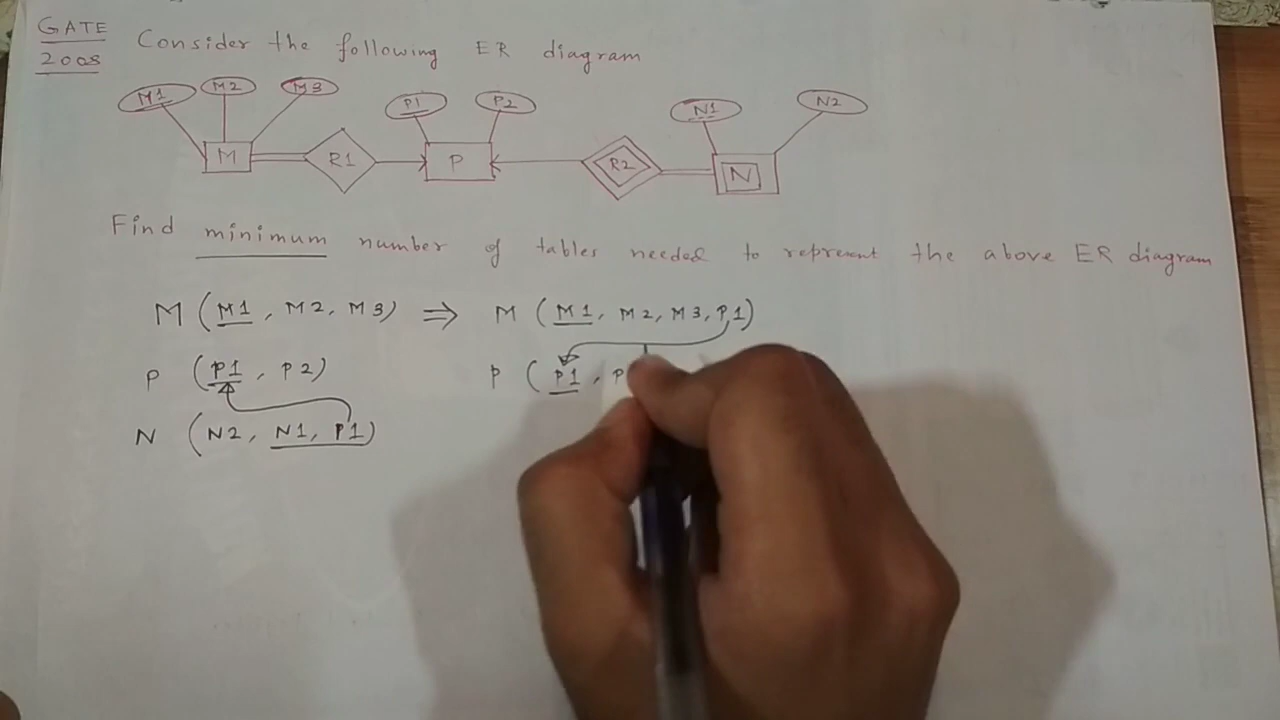 GATE
2008
Consider the following ER diagram
M1 M2 M3 P1 P2 N1 N2
M R1 P R2 N
Find minimum number of tables needed to represent the above ER diagram
M (M1, M2, M3) ⇒ M (M1, M2, M3, P1)
P (P1, P2) P (P1, P
N (N2, N1, P1)